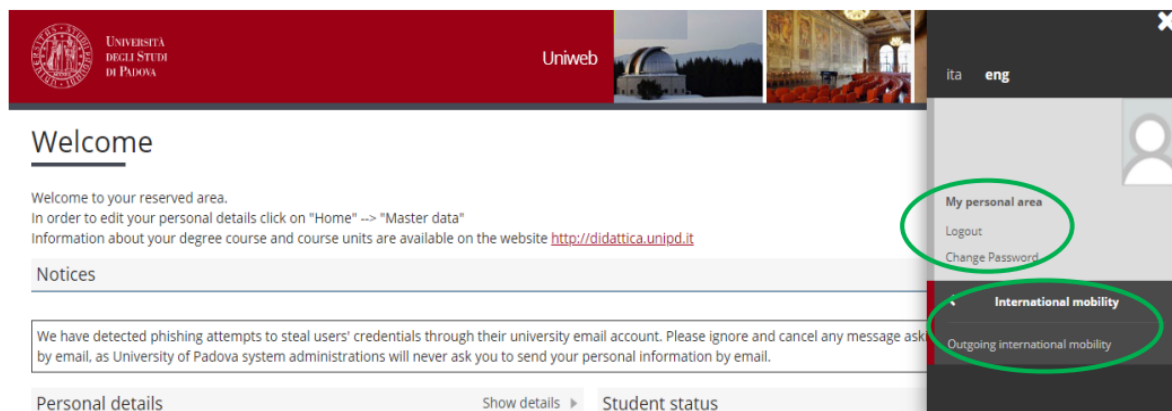 UNIVERSITÀ
DEGLI STUDI
DI PADOVA
Uniweb
ita eng
Welcome
Welcome to your reserved area.
In order to edit your personal details click on "Home" --> "Master data"
Information about your degree course and course units are available on the website http://didattica.unipd.it
My personal area
Logout
Change Password
Notices
International mobility
We have detected phishing attempts to steal users' credentials through their university email account. Please ignore and cancel any message
by email, as University of Padova system administrations will never ask you to send your personal information by email.
Outgoing international mobility
Personal details
Show details
Student status